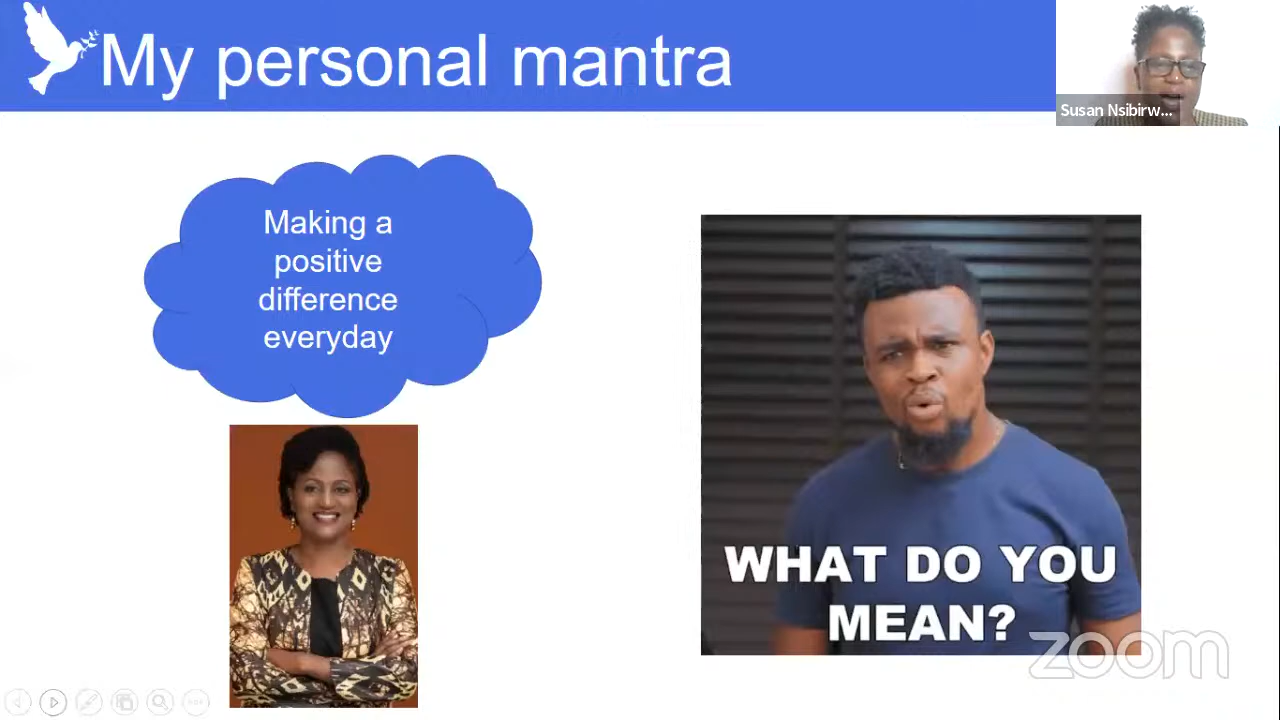 My personal mantra
Susan Nsibirw...
Making a
positive
difference
everyday
WHAT DO YOU
MEAN?
zoom